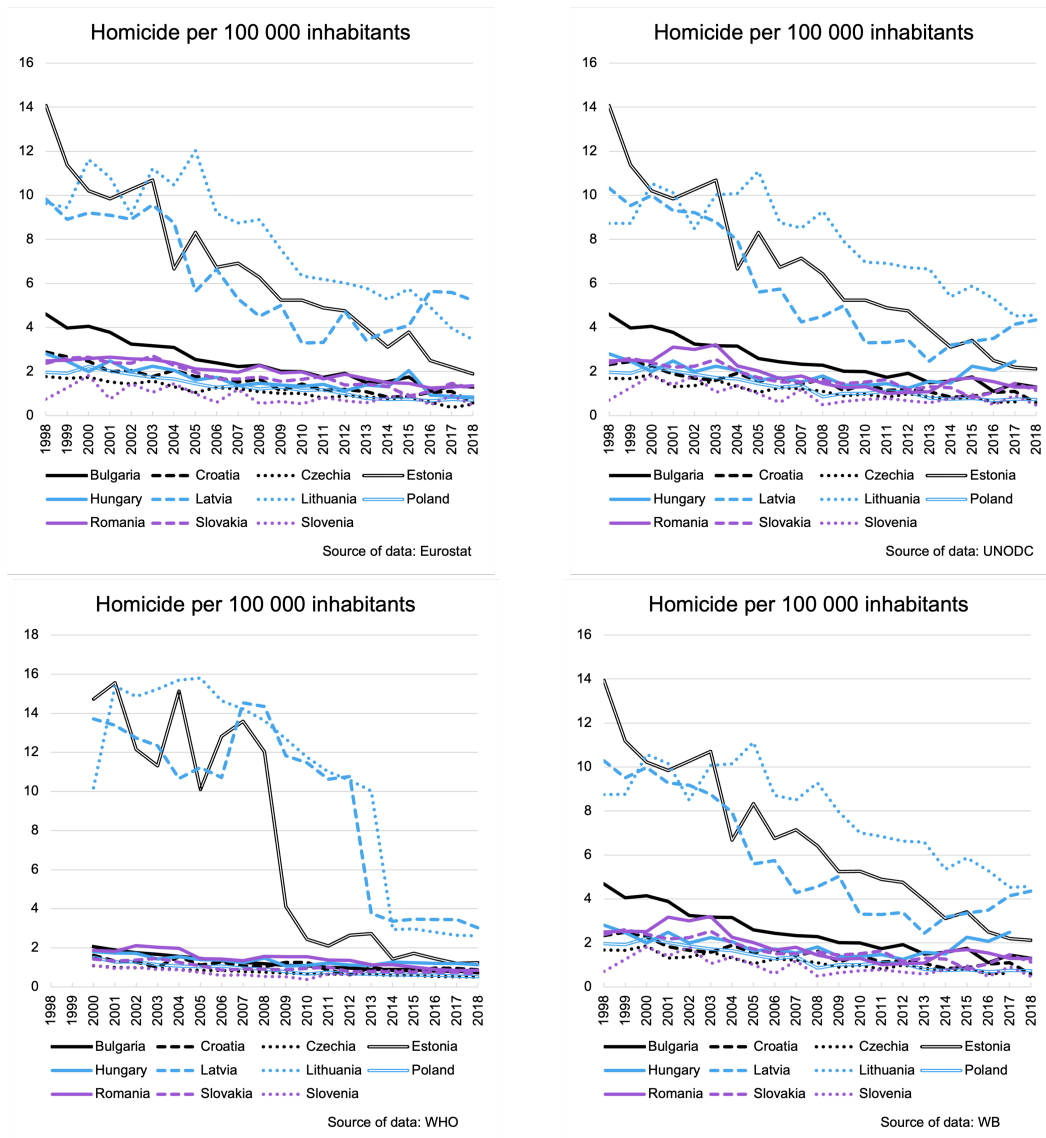 Homicide per 100 000 inhabitants
16
14
12
10
8
6
4
2
0
1998 1999 2000 2001 2002 2003 2004 2005 2006 2007 2008 2009 2010 2011 2012 2013 2014 2015 2016 2017 2018
Bulgaria Croatia Czechia Estonia
Hungary Latvia Lithuania Poland
Romania Slovakia Slovenia
Source of data: Eurostat
Homicide per 100 000 inhabitants
16
14
12
10
8
6
4
2
0
1998 1999 2000 2001 2002 2003 2004 2005 2006 2007 2008 2009 2010 2011 2012 2013 2014 2015 2016 2017 2018
Bulgaria Croatia Czechia Estonia
Hungary Latvia Lithuania Poland
Romania Slovakia Slovenia
Source of data: UNODC
Homicide per 100 000 inhabitants
18
16
14
12
10
8
6
4
2
0
1998 1999 2000 2001 2002 2003 2004 2005 2006 2007 2008 2009 2010 2011 2012 2013 2014 2015 2016 2017 2018
Bulgaria Croatia Czechia Estonia
Hungary Latvia Lithuania Poland
Romania Slovakia Slovenia
Source of data: WHO
Homicide per 100 000 inhabitants
16
14
12
10
8
6
4
2
0
1998 1999 2000 2001 2002 2003 2004 2005 2006 2007 2008 2009 2010 2011 2012 2013 2014 2015 2016 2017 2018
Bulgaria Croatia Czechia Estonia
Hungary Latvia Lithuania Poland
Romania Slovakia Slovenia
Source of data: WB